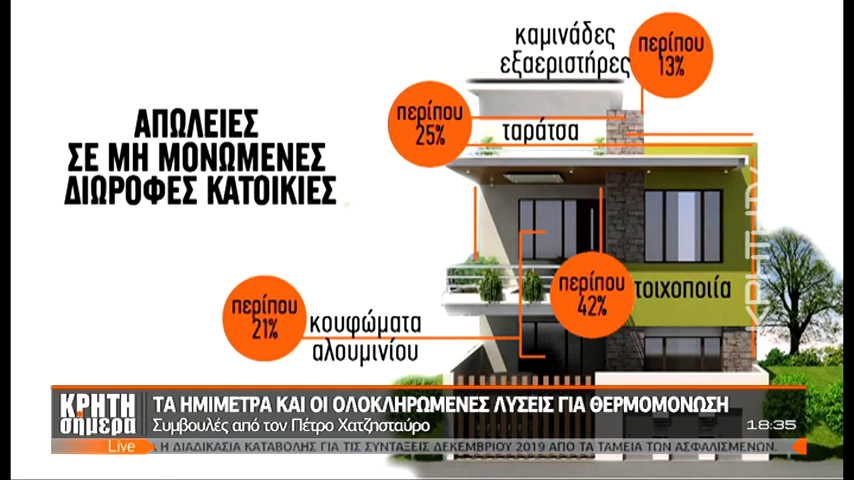 καμινάδες
εξαεριστήρες
περίπου
13%
περίπου
25%
ταράτσα
ΑΠΩΛΕΙΕΣ
ΣΕ ΜΗ ΜΟΝΩΜΕΝΕΣ
ΔΙΩΡΟΦΕΣ ΚΑΤΟΙΚΙΕΣ
ΚΡΗΤΗ TV
περίπου
42%
τοιχοποιία
περίπου
21%
κουφώματα
αλουμινίου
ΚΡΗΤΗ
σήμερα
Live
ΤΑ ΗΜΙΜΕΤΡΑ ΚΑΙ ΟΙ ΟΛΟΚΛΗΡΩΜΕΝΕΣ ΛΥΣΕΙΣ ΓΙΑ ΘΕΡΜΟΜΟΝΩΣΗ
Συμβουλές από τον Πέτρο Χατζησταύρο
18:35
Η ΔΙΑΔΙΚΑΣΙΑ ΚΑΤΑΒΟΛΗΣ ΓΙΑ ΤΙΣ ΣΥΝΤΑΞΕΙΣ ΔΕΚΕΜΒΡΙΟΥ 2019 ΑΠΟ ΤΑ ΤΑΜΕΙΑ ΤΩΝ ΑΣΦΑΛΙΣΜΕΝΩΝ.